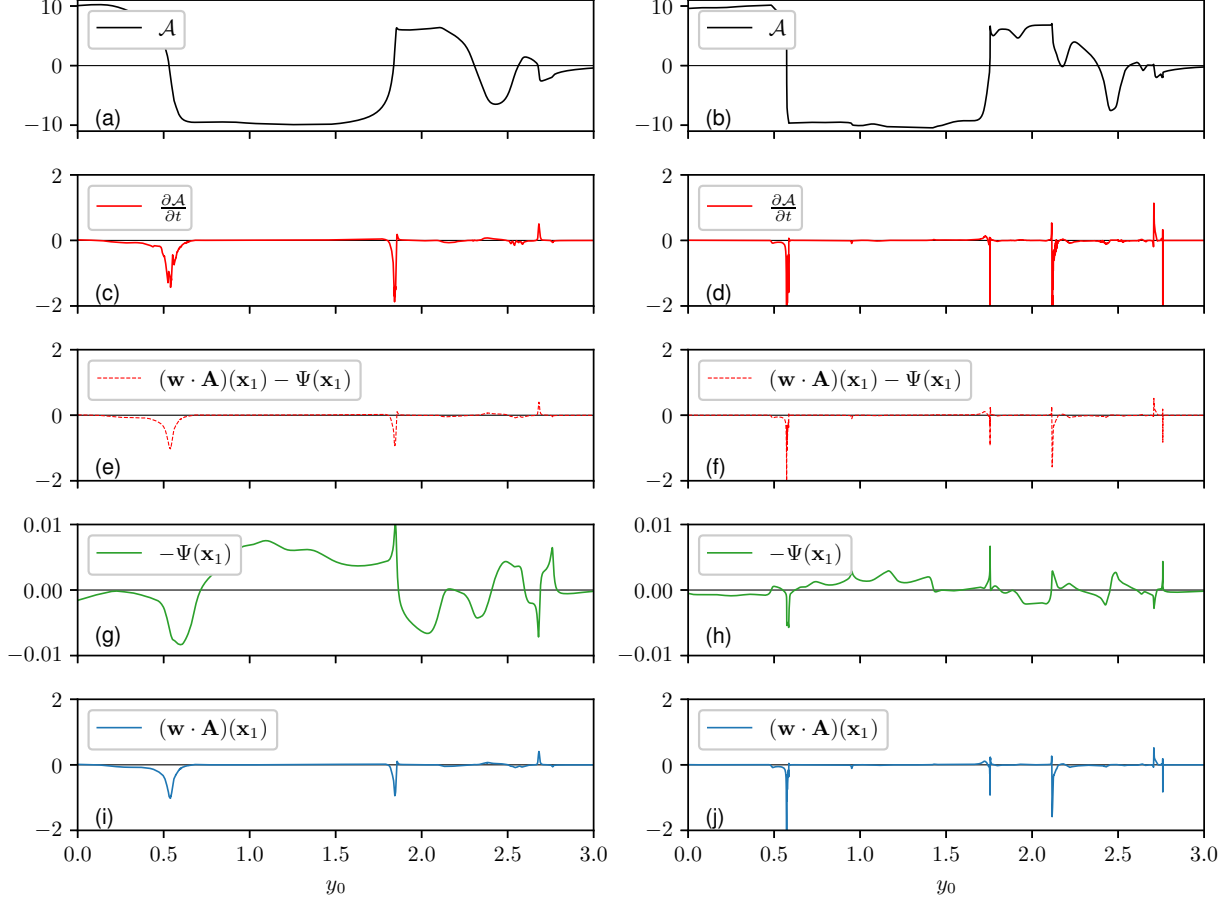 10
0
−10
𝒜
(a)
10
0
−10
𝒜
(b)
2
0
−2
∂𝒜/∂t
(c)
2
0
−2
∂𝒜/∂t
(d)
2
0
−2
(w · A)(x₁) − Ψ(x₁)
(e)
2
0
−2
(w · A)(x₁) − Ψ(x₁)
(f)
0.01
0.00
−0.01
−Ψ(x₁)
(g)
0.01
0.00
−0.01
−Ψ(x₁)
(h)
2
0
−2
(w · A)(x₁)
(i)
0.0 0.5 1.0 1.5 2.0 2.5 3.0
y₀
2
0
−2
(w · A)(x₁)
(j)
0.0 0.5 1.0 1.5 2.0 2.5 3.0
y₀